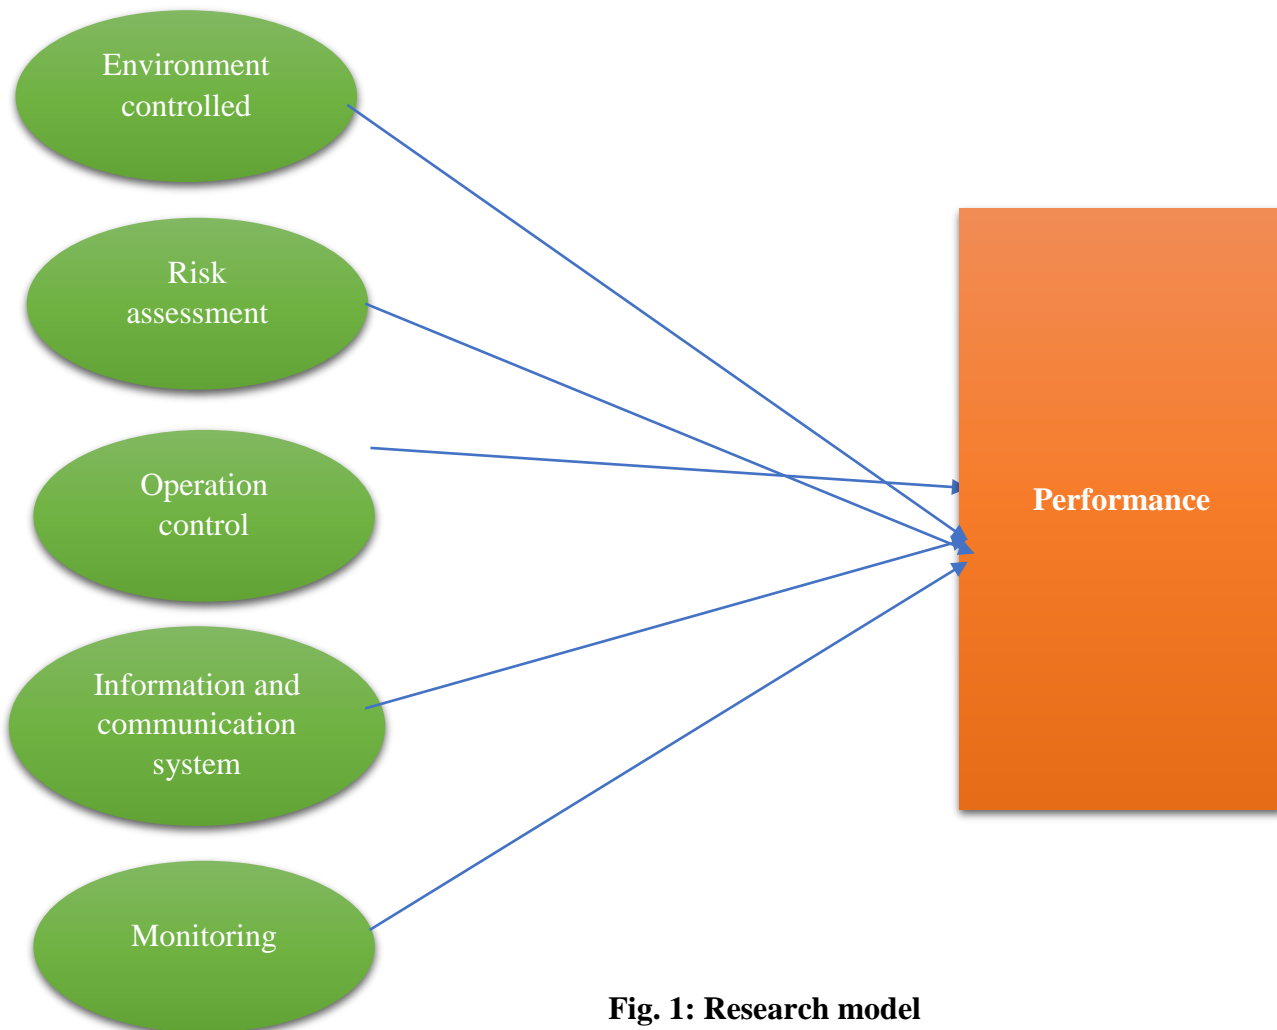 Environment
controlled
Risk
assessment
Operation
control
Information and
communication
system
Monitoring
Performance
Fig. 1: Research model